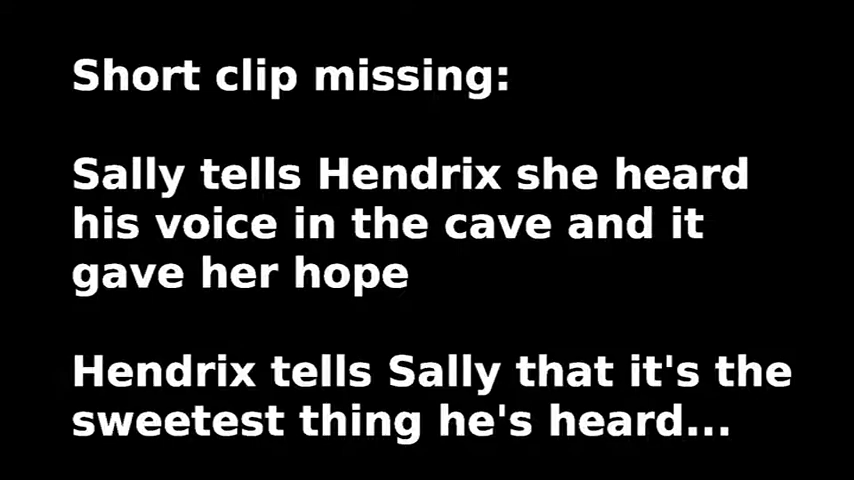 Short clip missing:
Sally tells Hendrix she heard
his voice in the cave and it
gave her hope
Hendrix tells Sally that it's the
sweetest thing he's heard...